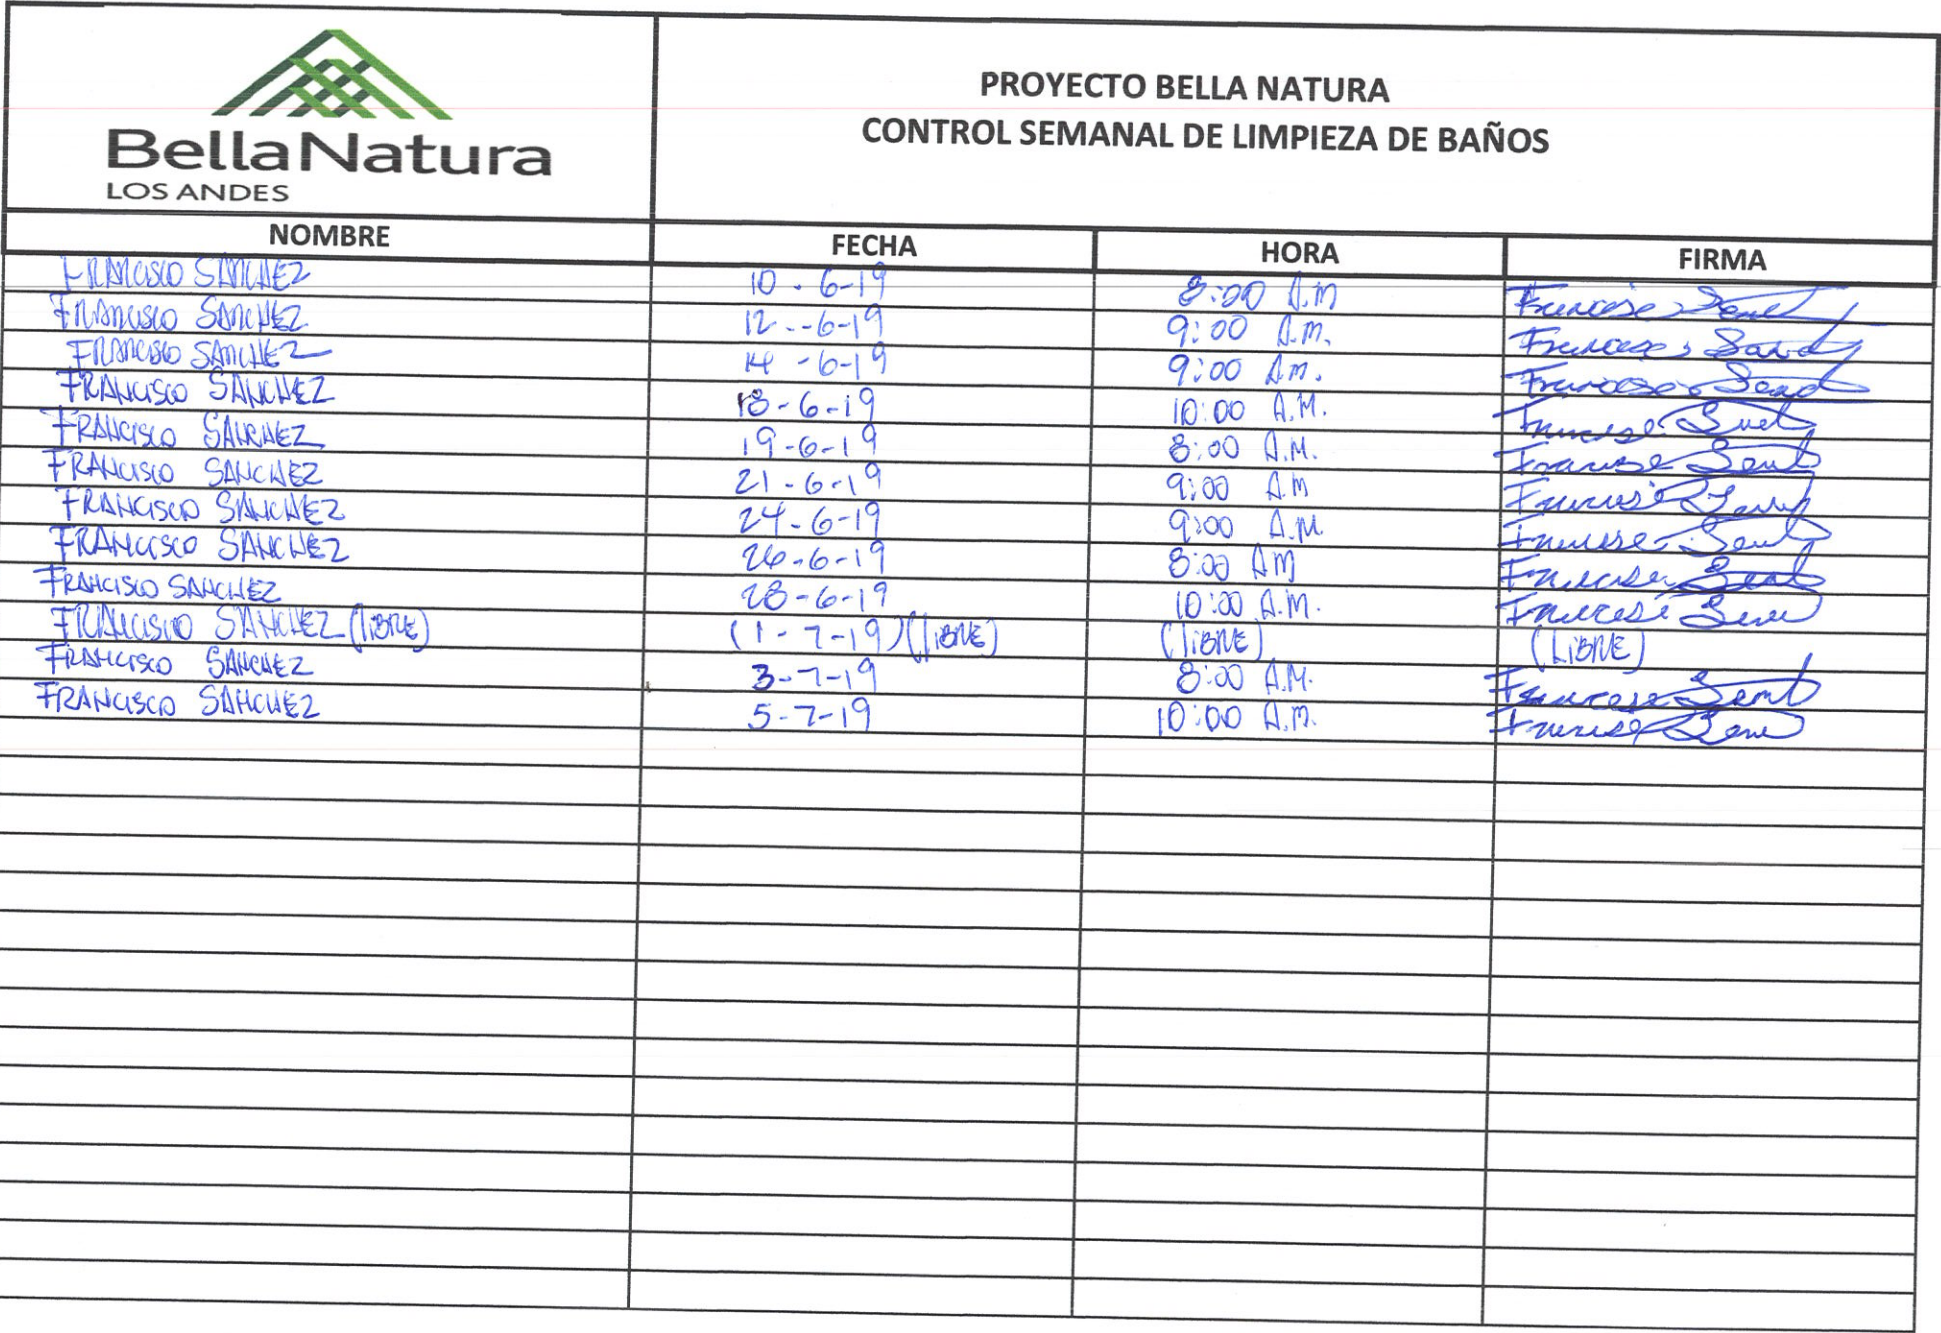 BellaNatura
LOS ANDES
PROYECTO BELLA NATURA
CONTROL SEMANAL DE LIMPIEZA DE BAÑOS
NOMBRE FECHA HORA FIRMA
FRANCISCO SANCHEZ 10-6-19 8:00 A.M
FRANCISCO SANCHEZ 12--6-19 9:00 A.M.
FRANCISCO SANCHEZ 14-6-19 9:00 A.M.
FRANCISCO SANCHEZ 18-6-19 10:00 A.M.
FRANCISCO SANCHEZ 19-6-19 8:00 A.M.
FRANCISCO SANCHEZ 21-6-19 9:00 A.M
FRANCISCO SANCHEZ 24-6-19 9:00 A.M.
FRANCISCO SANCHEZ 26-6-19 8:00 AM
FRANCISCO SANCHEZ 28-6-19 10:00 A.M.
FRANCISCO SANCHEZ (LIBRE) (1-7-19) (LIBRE) (LIBRE) (LIBRE)
FRANCISCO SANCHEZ 3-7-19 8:00 A.M.
FRANCISCO SANCHEZ 5-7-19 10:00 A.M.